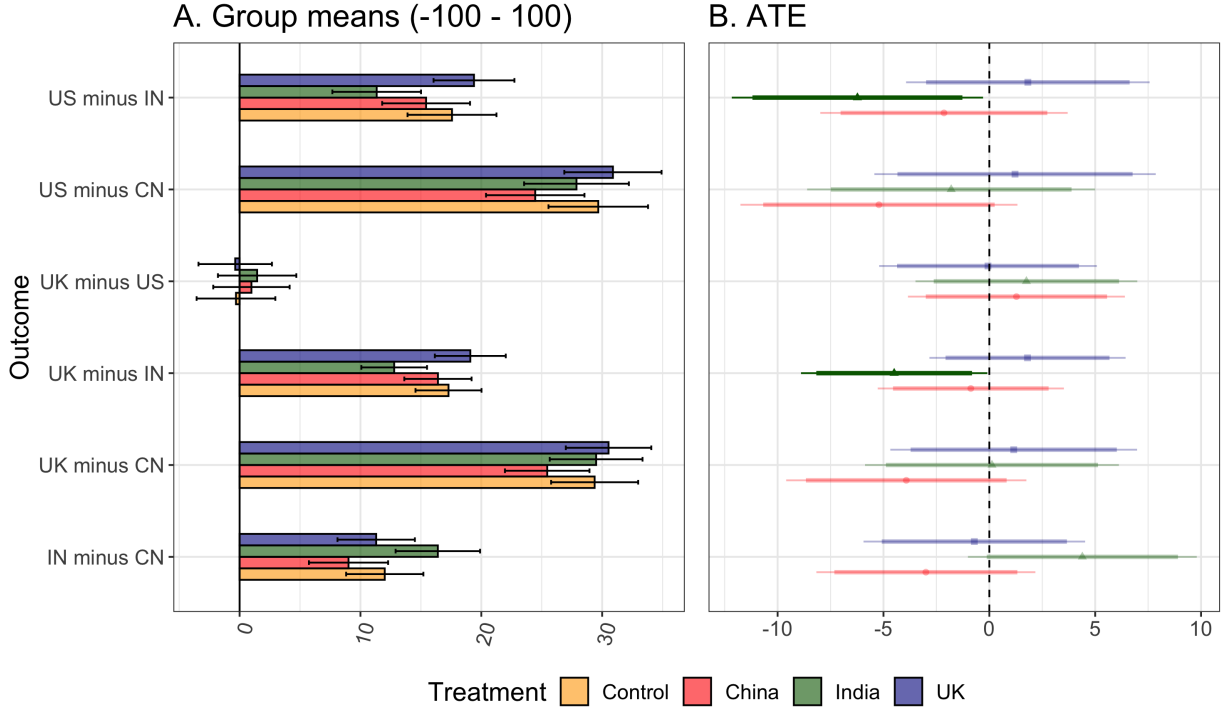 A. Group means (-100 - 100)
B. ATE
Outcome
US minus IN
US minus CN
UK minus US
UK minus IN
UK minus CN
IN minus CN
0 10 20 30
-10 -5 0 5 10
Treatment Control China India UK